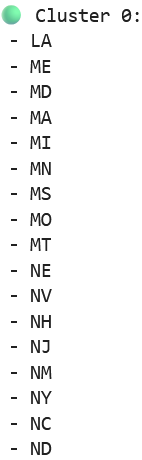 🟢 Cluster 0:
- LA
- ME
- MD
- MA
- MI
- MN
- MS
- MO
- MT
- NE
- NV
- NH
- NJ
- NM
- NY
- NC
- ND